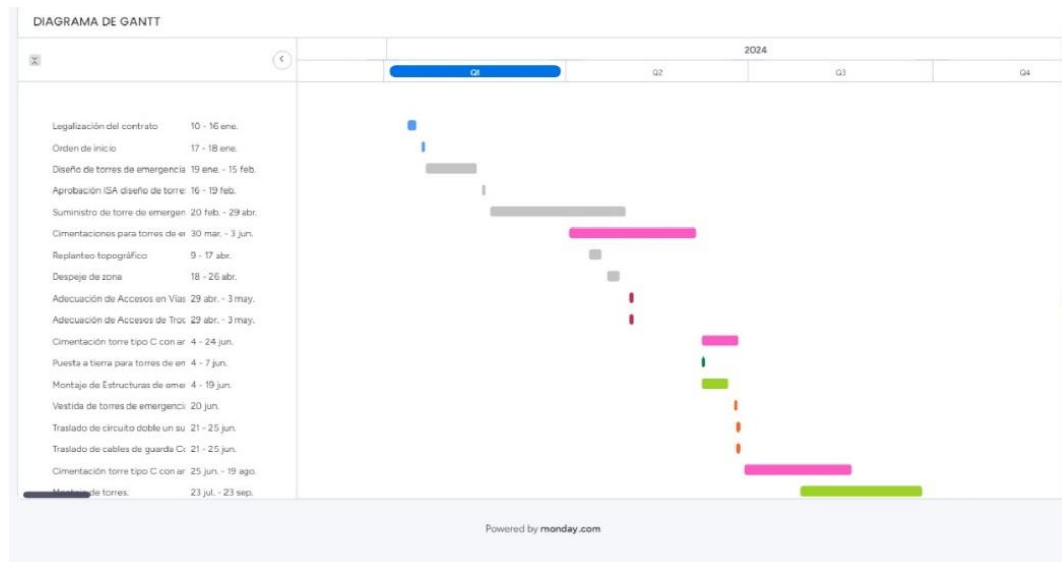 DIAGRAMA DE GANTT
2024
Q1 Q2 Q3 Q4
Legalización del contrato 10 - 16 ene.
Orden de inicio 17 - 18 ene.
Diseño de torres de emergencia 19 ene. - 15 feb.
Aprobación ISA diseño de torre: 16 - 19 feb.
Suministro de torre de emergen 20 feb. - 29 abr.
Cimentaciones para torres de er 30 mar. - 3 jun.
Replanteo topográfico 9 - 17 abr.
Despeje de zona 18 - 26 abr.
Adecuación de Accesos en Vías 29 abr. - 3 may.
Adecuación de Accesos de Troc 29 abr. - 3 may.
Cimentación torre tipo C con ar 4 - 24 jun.
Puesta a tierra para torres de en 4 - 7 jun.
Montaje de Estructuras de eme 4 - 19 jun.
Vestida de torres de emergenci 20 jun.
Traslado de circuito doble un su 21 - 25 jun.
Traslado de cables de guarda Co 21 - 25 jun.
Cimentación torre tipo C con ar 25 jun. - 19 ago.
de torres. 23 jul. - 23 sep.
Powered by monday.com